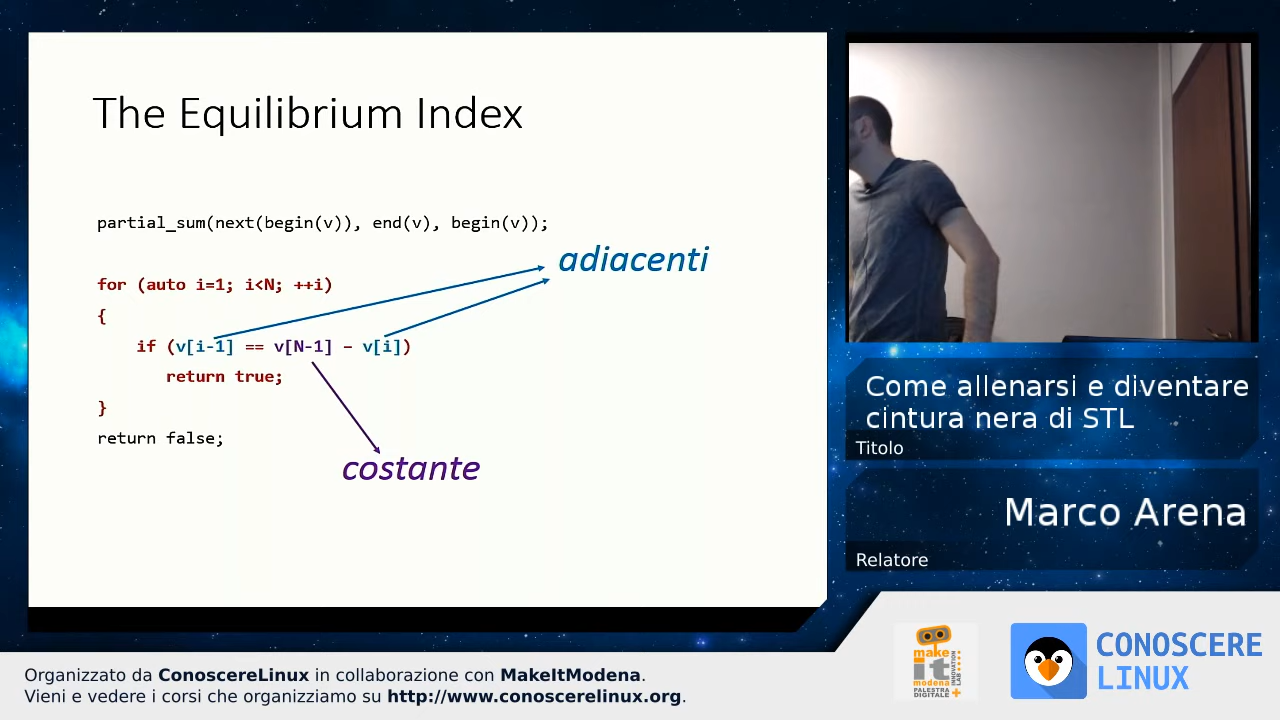 The Equilibrium Index
partial_sum(next(begin(v)), end(v), begin(v));
adiacenti
for (auto i=1; i<N; ++i)
{
if (v[i-1] == v[N-1] – v[i])
return true;
}
return false;
costante
Come allenarsi e diventare
cintura nera di STL
Titolo
Marco Arena
Relatore
make
it
modena
PALESTRA
DIGITALE
INNOVATION
LAB
CONOSCERE
LINUX
Organizzato da ConoscereLinux in collaborazione con MakeItModena.
Vieni e vedere i corsi che organizziamo su http://www.conoscerelinux.org.